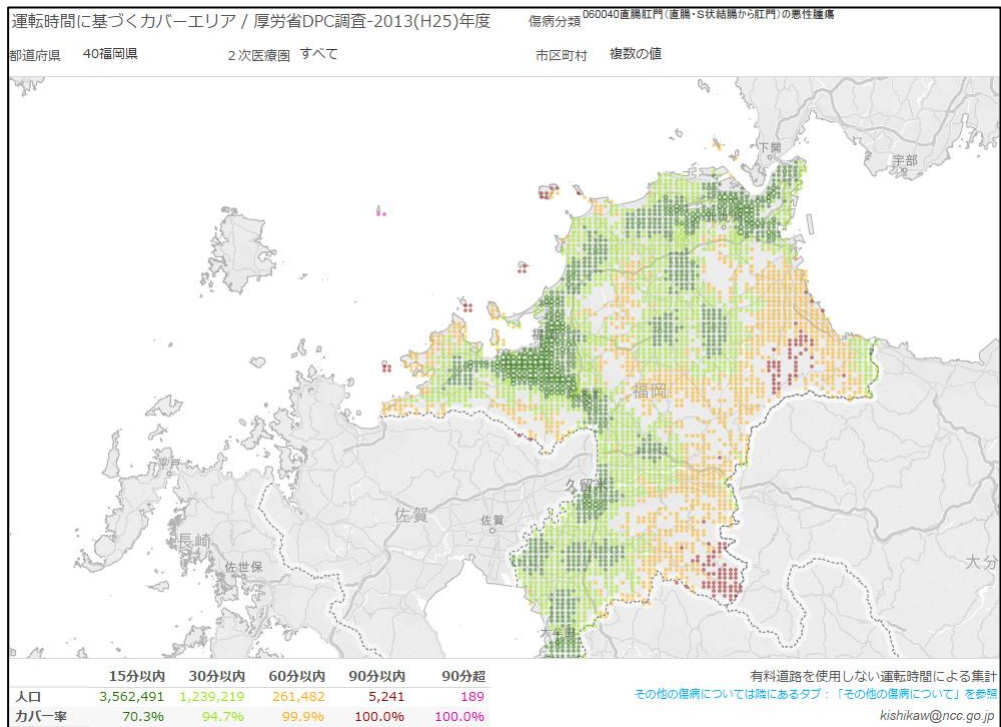 運転時間に基づくカバーエリア / 厚労省DPC調査-2013(H25)年度
傷病分類 060040直腸肛門(直腸・S状結腸から肛門)の悪性腫瘍
都道府県 40福岡県 2次医療圏 すべて 市区町村 複数の値
下関
宇部
福岡
久留米
佐賀
佐賀
平戸
長崎
佐世保
大分
大牟田
15分以内 30分以内 60分以内 90分以内 90分超
人口 3,562,491 1,239,219 261,482 5,241 189
カバー率 70.3% 94.7% 99.9% 100.0% 100.0%
有料道路を使用しない運転時間による集計
その他の傷病については隣にあるタブ：「その他の傷病について」を参照
kishikaw@ncc.go.jp